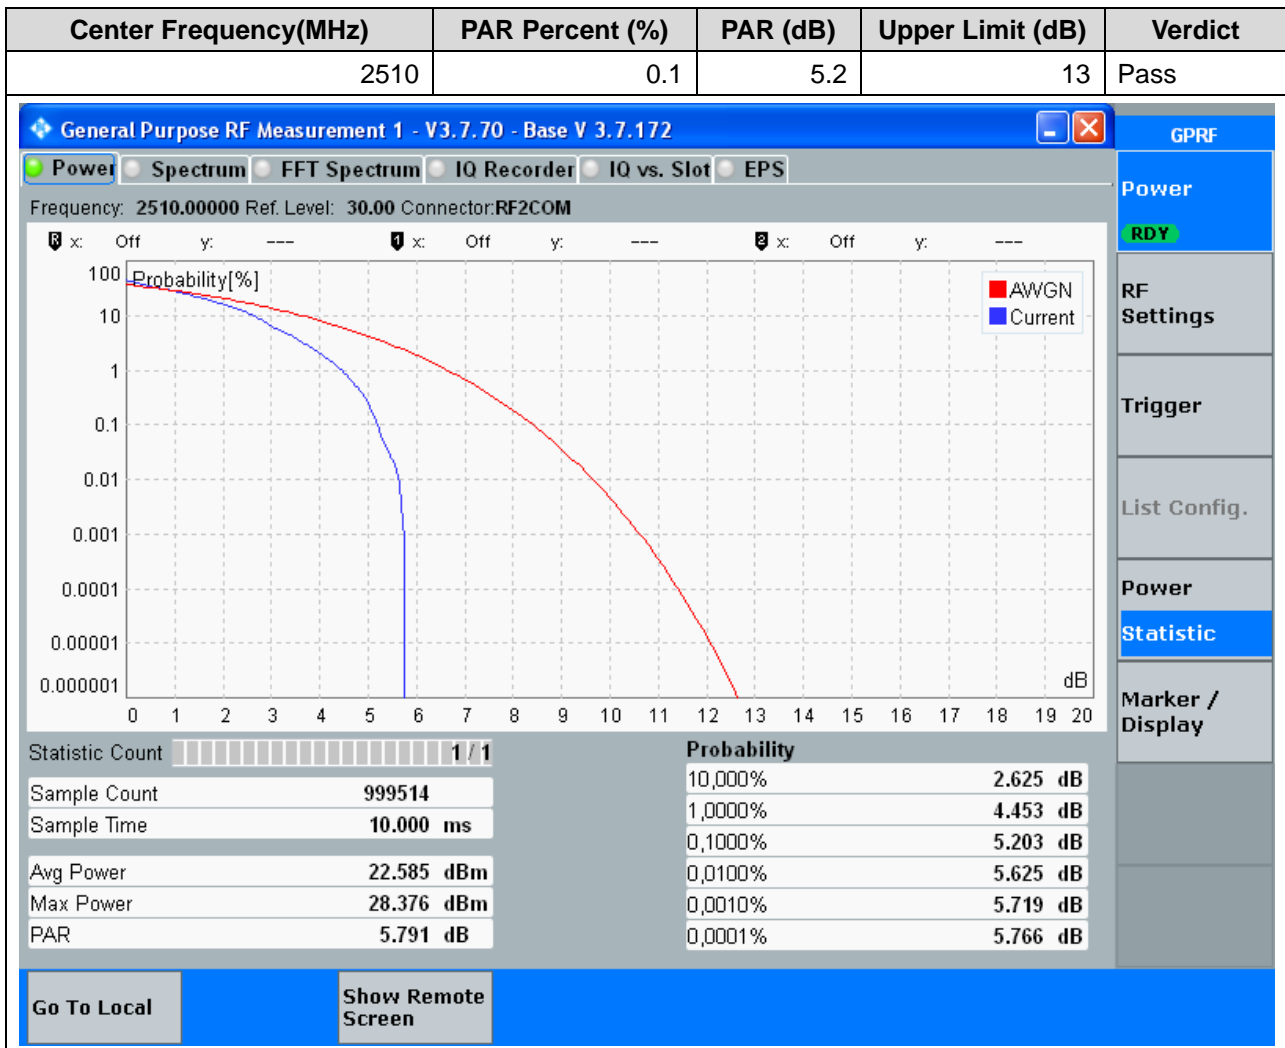 Center Frequency(MHz) PAR Percent (%) PAR (dB) Upper Limit (dB) Verdict
2510 0.1 5.2 13 Pass
General Purpose RF Measurement 1 - V3.7.70 - Base V 3.7.172
GPRF
Power Spectrum FFT Spectrum IQ Recorder IQ vs. Slot EPS
Power
RDY
Frequency: 2510.00000 Ref. Level: 30.00 Connector:RF2COM
R x: Off y: --- 1 x: Off y: --- 2 x: Off y: ---
Probability[%]
AWGN
Current
100
10
1
0.1
0.01
0.001
0.0001
0.00001
0.000001
dB
0 1 2 3 4 5 6 7 8 9 10 11 12 13 14 15 16 17 18 19 20
RF
Settings
Trigger
List Config.
Power
Statistic
Marker /
Display
Statistic Count 1 / 1
Sample Count 999514
Sample Time 10.000 ms
Avg Power 22.585 dBm
Max Power 28.376 dBm
PAR 5.791 dB
Probability
10,000% 2.625 dB
1,0000% 4.453 dB
0,1000% 5.203 dB
0,0100% 5.625 dB
0,0010% 5.719 dB
0,0001% 5.766 dB
Go To Local
Show Remote
Screen